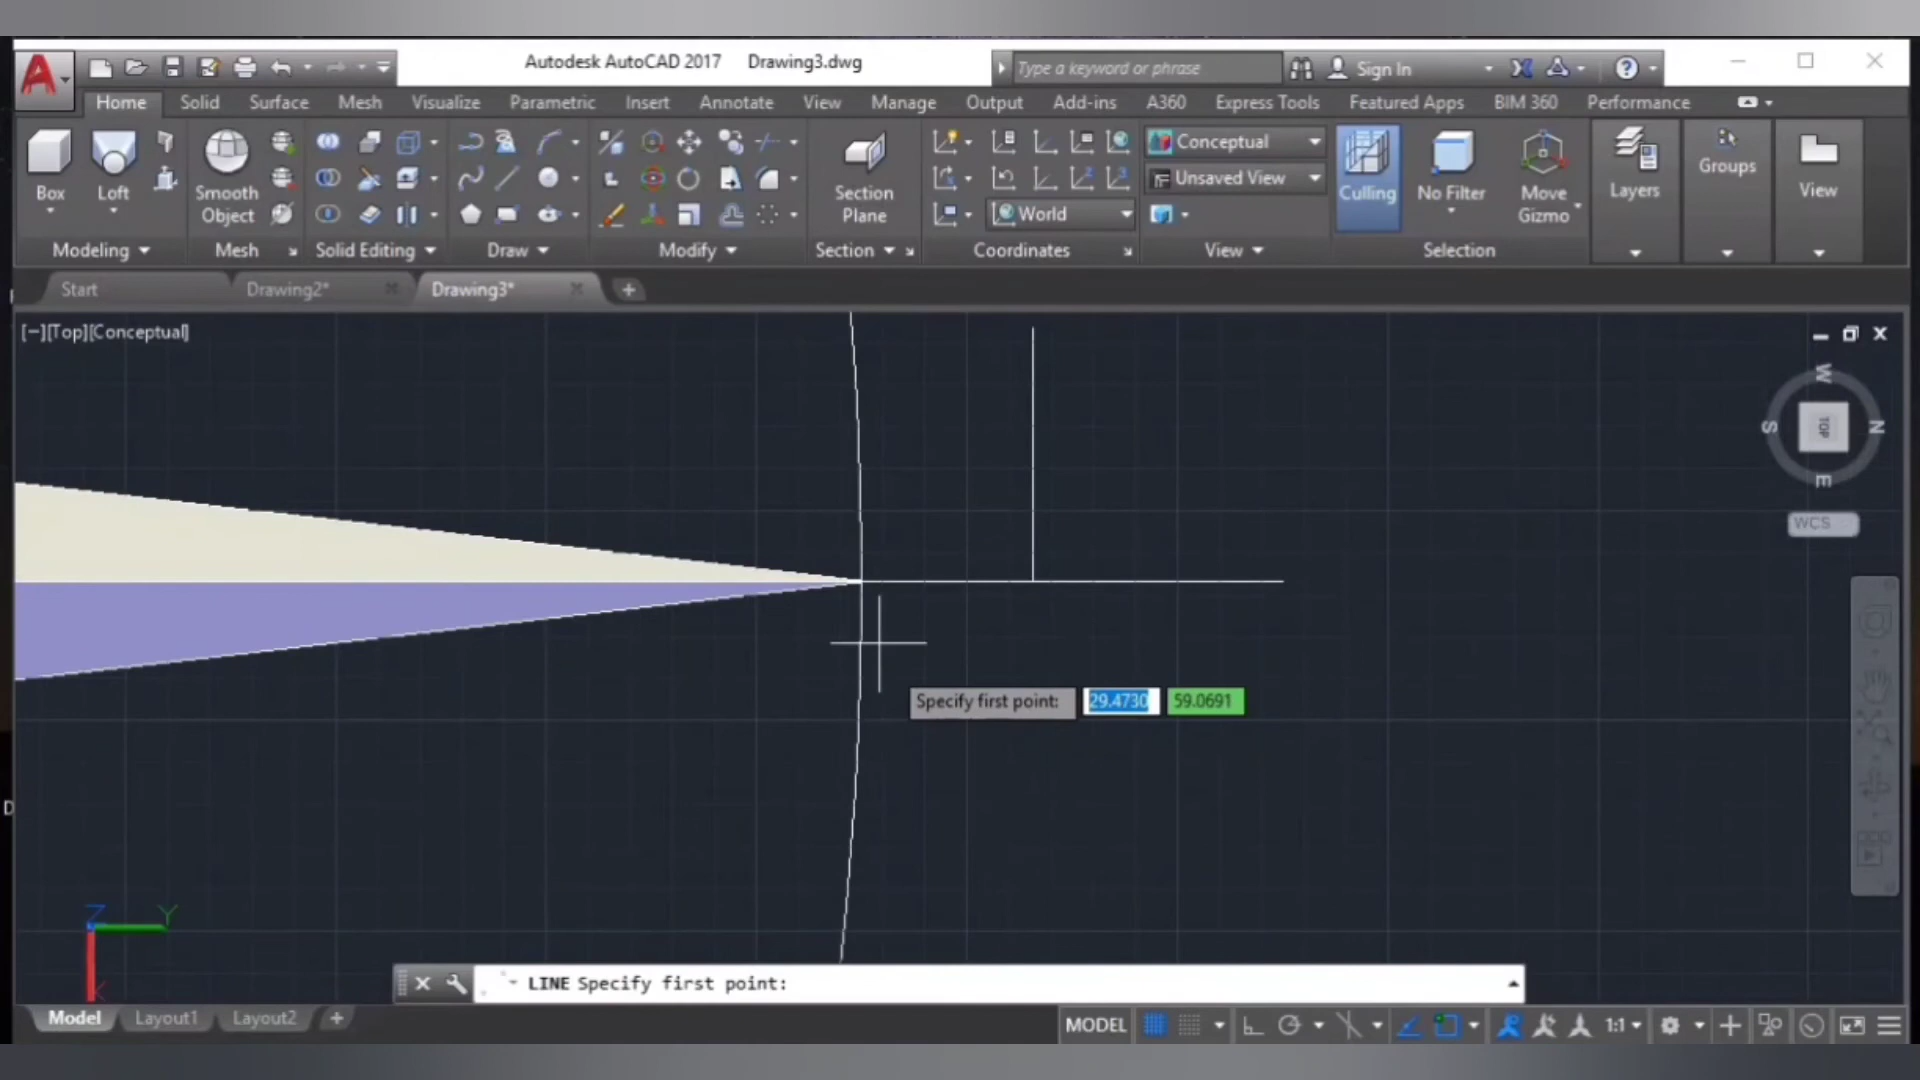 Autodesk AutoCAD 2017 Drawing3.dwg Type a keyword or phrase Sign In
Home Solid Surface Mesh Visualize Parametric Insert Annotate View Manage Output Add-ins A360 Express Tools Featured Apps BIM 360 Performance
Box Loft Smooth Object Section Plane World Conceptual Unsaved View Culling No Filter Move Gizmo Layers Groups View
Modeling Mesh Solid Editing Draw Modify Section Coordinates View Selection
Start Drawing2* Drawing3* +
[−][Top][Conceptual]
W
S TOP N
E
WCS
Specify first point: 29.4730 59.0691
D
Z Y
X
LINE Specify first point:
Model Layout1 Layout2 + MODEL 1:1